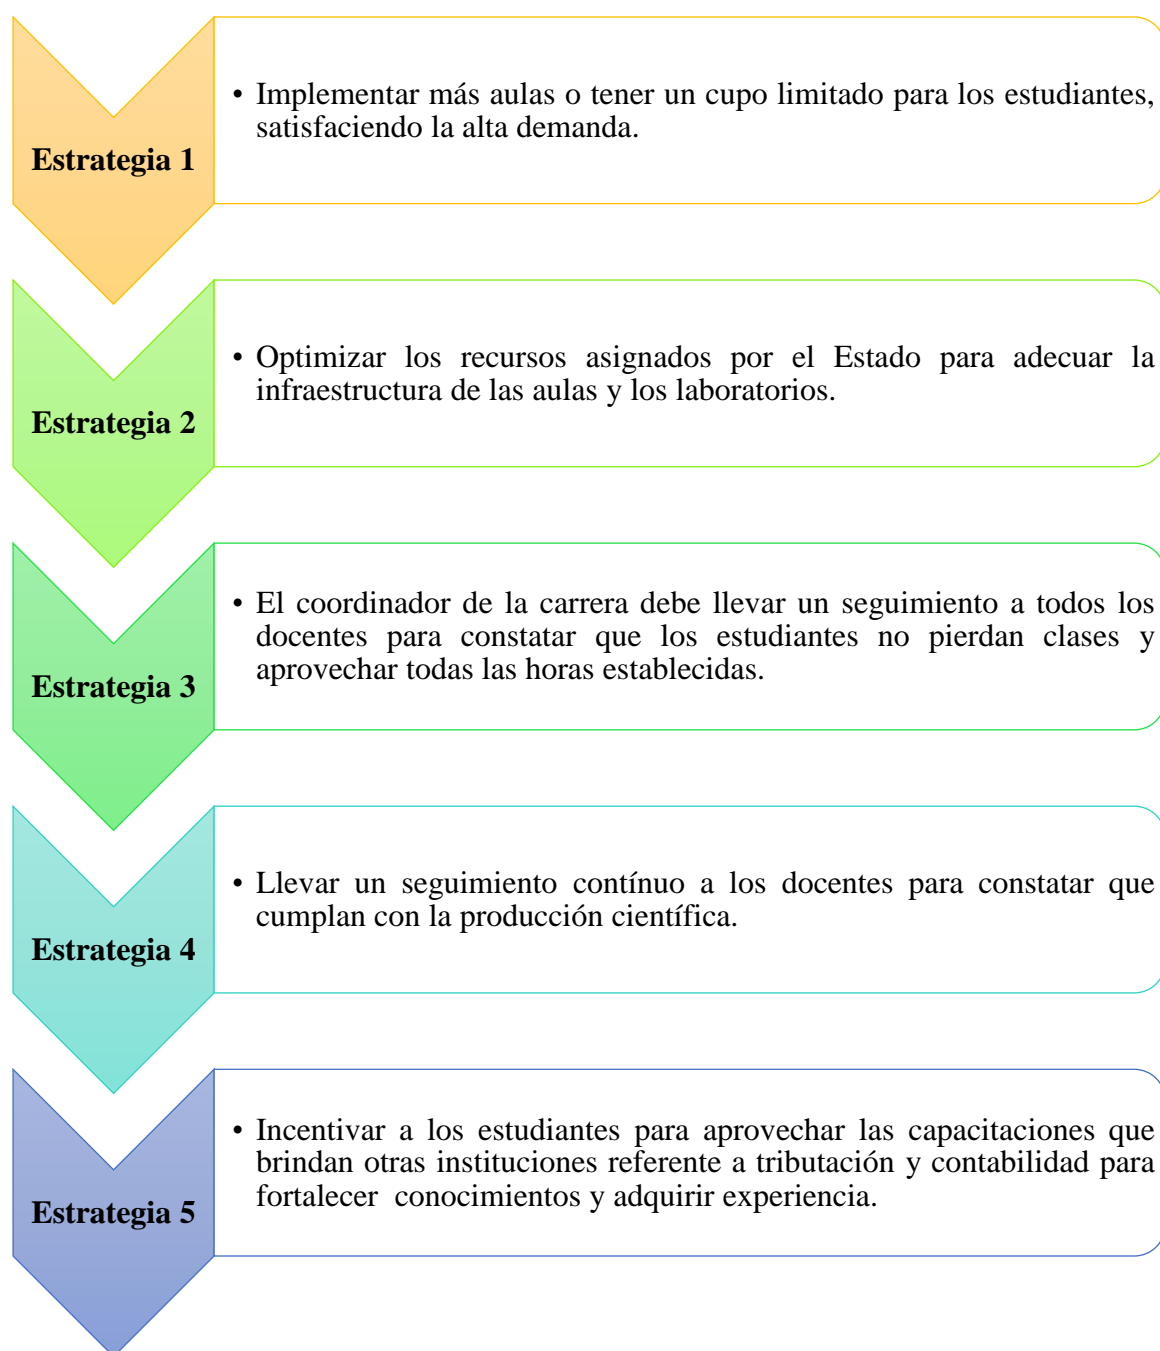 Estrategia 1
• Implementar más aulas o tener un cupo limitado para los estudiantes,
satisfaciendo la alta demanda.
Estrategia 2
• Optimizar los recursos asignados por el Estado para adecuar la
infraestructura de las aulas y los laboratorios.
Estrategia 3
• El coordinador de la carrera debe llevar un seguimiento a todos los
docentes para constatar que los estudiantes no pierdan clases y
aprovechar todas las horas establecidas.
Estrategia 4
• Llevar un seguimiento contínuo a los docentes para constatar que
cumplan con la producción científica.
Estrategia 5
• Incentivar a los estudiantes para aprovechar las capacitaciones que
brindan otras instituciones referente a tributación y contabilidad para
fortalecer  conocimientos y adquirir experiencia.